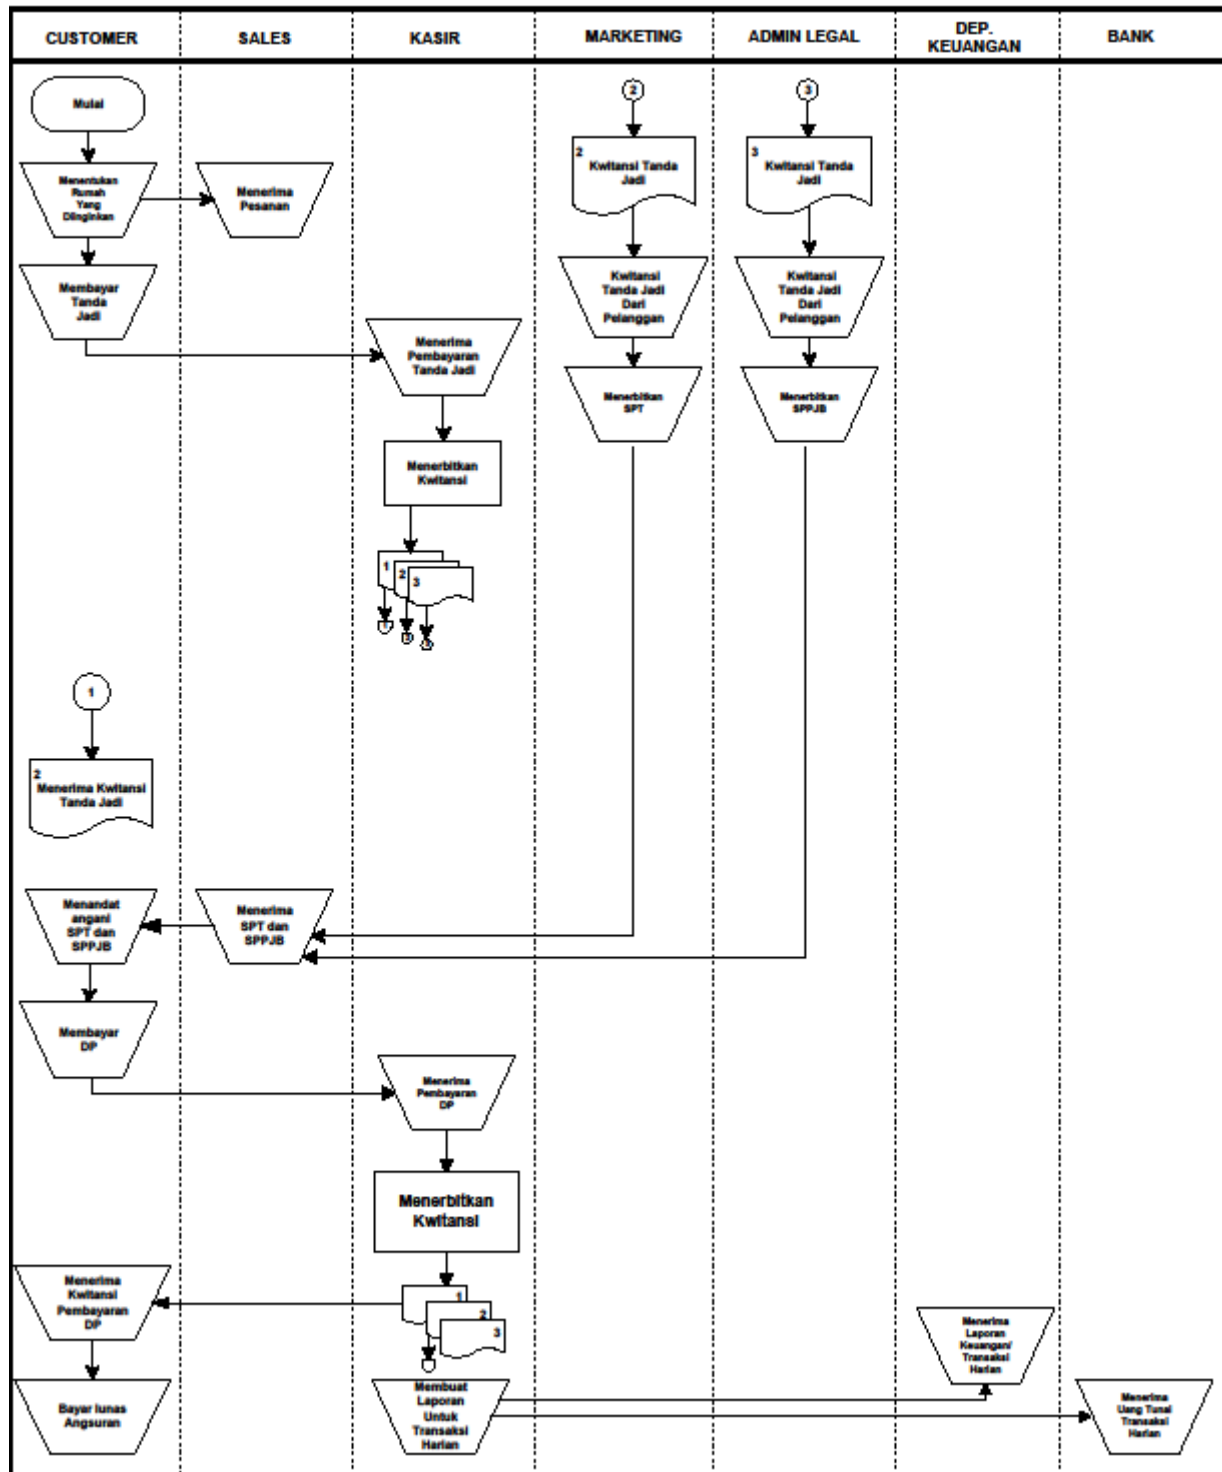 CUSTOMER
SALES
KASIR
MARKETING
ADMIN LEGAL
DEP.
KEUANGAN
BANK
Mulai
2
3
Menentukan
Rumah
Yang
Diinginkan
Menerima
Pesanan
2
Kwitansi Tanda
Jadi
3
Kwitansi Tanda
Jadi
Membayar
Tanda
Jadi
Kwitansi
Tanda Jadi
Dari
Pelanggan
Kwitansi
Tanda Jadi
Dari
Pelanggan
Menerima
Pembayaran
Tanda Jadi
Menerbitkan
SPT
Menerbitkan
SPPJB
Menerbitkan
Kwitansi
1
2
3
1
1
2
Menerima Kwitansi
Tanda Jadi
Menandat
angani
SPT dan
SPPJB
Menerima
SPT dan
SPPJB
Membayar
DP
Menerima
Pembayaran
DP
Menerbitkan
Kwitansi
Menerima
Kwitansi
Pembayaran
DP
1
2
3
Menerima
Laporan
Keuangan/
Transaksi
Harian
Bayar lunas
Angsuran
Membuat
Laporan
Untuk
Transaksi
Harian
Menerima
Uang Tunai
Transaksi
Harian